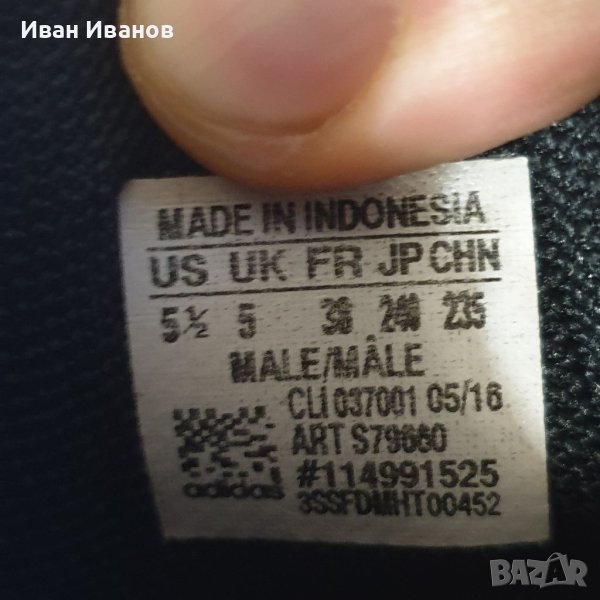 Иван Иванов
MADE IN INDONESIA
US UK FR JP CHN
5½ 5 38 240 235
MALE/MÂLE
CLI 037001 05/16
ART S79660
#114991525
adidas 3SSFDMHT00452
BAZAR